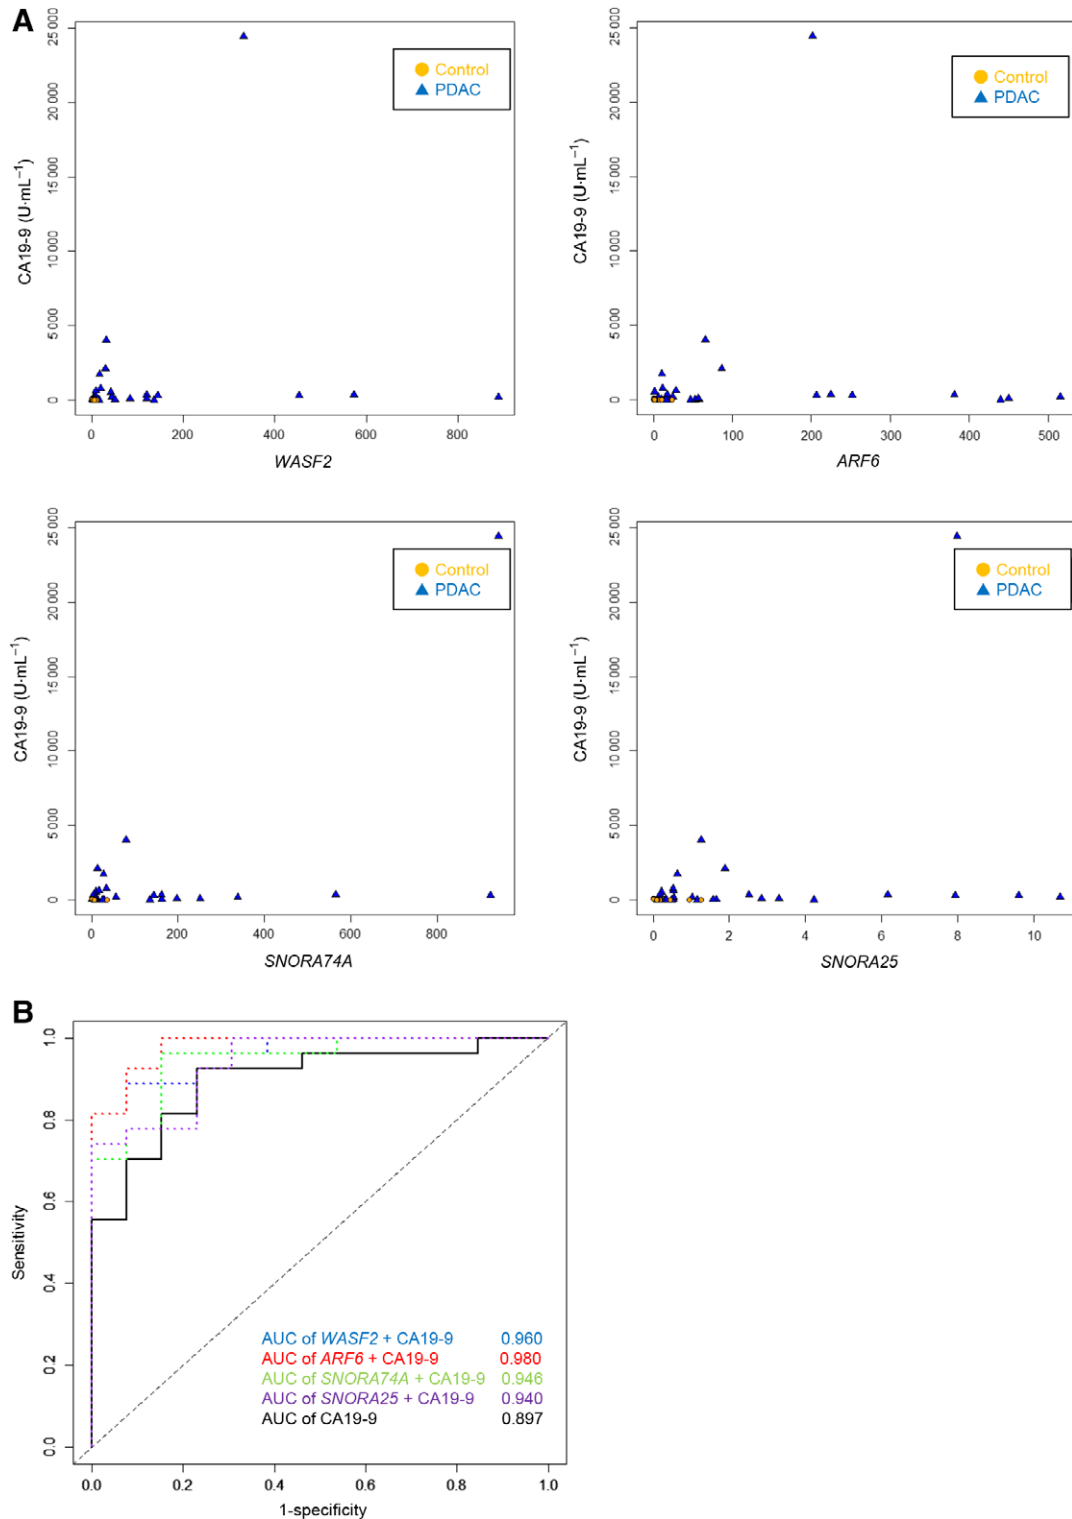 A
CA19-9 (U·mL⁻¹)
25 000
20 000
15 000
10 000
5 000
0
Control
PDAC
0 200 400 600 800
WASF2
CA19-9 (U·mL⁻¹)
25 000
20 000
15 000
10 000
5 000
0
Control
PDAC
0 100 200 300 400 500
ARF6
CA19-9 (U·mL⁻¹)
25 000
20 000
15 000
10 000
5 000
0
Control
PDAC
0 200 400 600 800
SNORA74A
CA19-9 (U·mL⁻¹)
25 000
20 000
15 000
10 000
5 000
0
Control
PDAC
0 2 4 6 8 10
SNORA25
B
Sensitivity
1.0
0.8
0.6
0.4
0.2
0.0
AUC of WASF2 + CA19-9 0.960
AUC of ARF6 + CA19-9 0.980
AUC of SNORA74A + CA19-9 0.946
AUC of SNORA25 + CA19-9 0.940
AUC of CA19-9 0.897
0.0 0.2 0.4 0.6 0.8 1.0
1-specificity